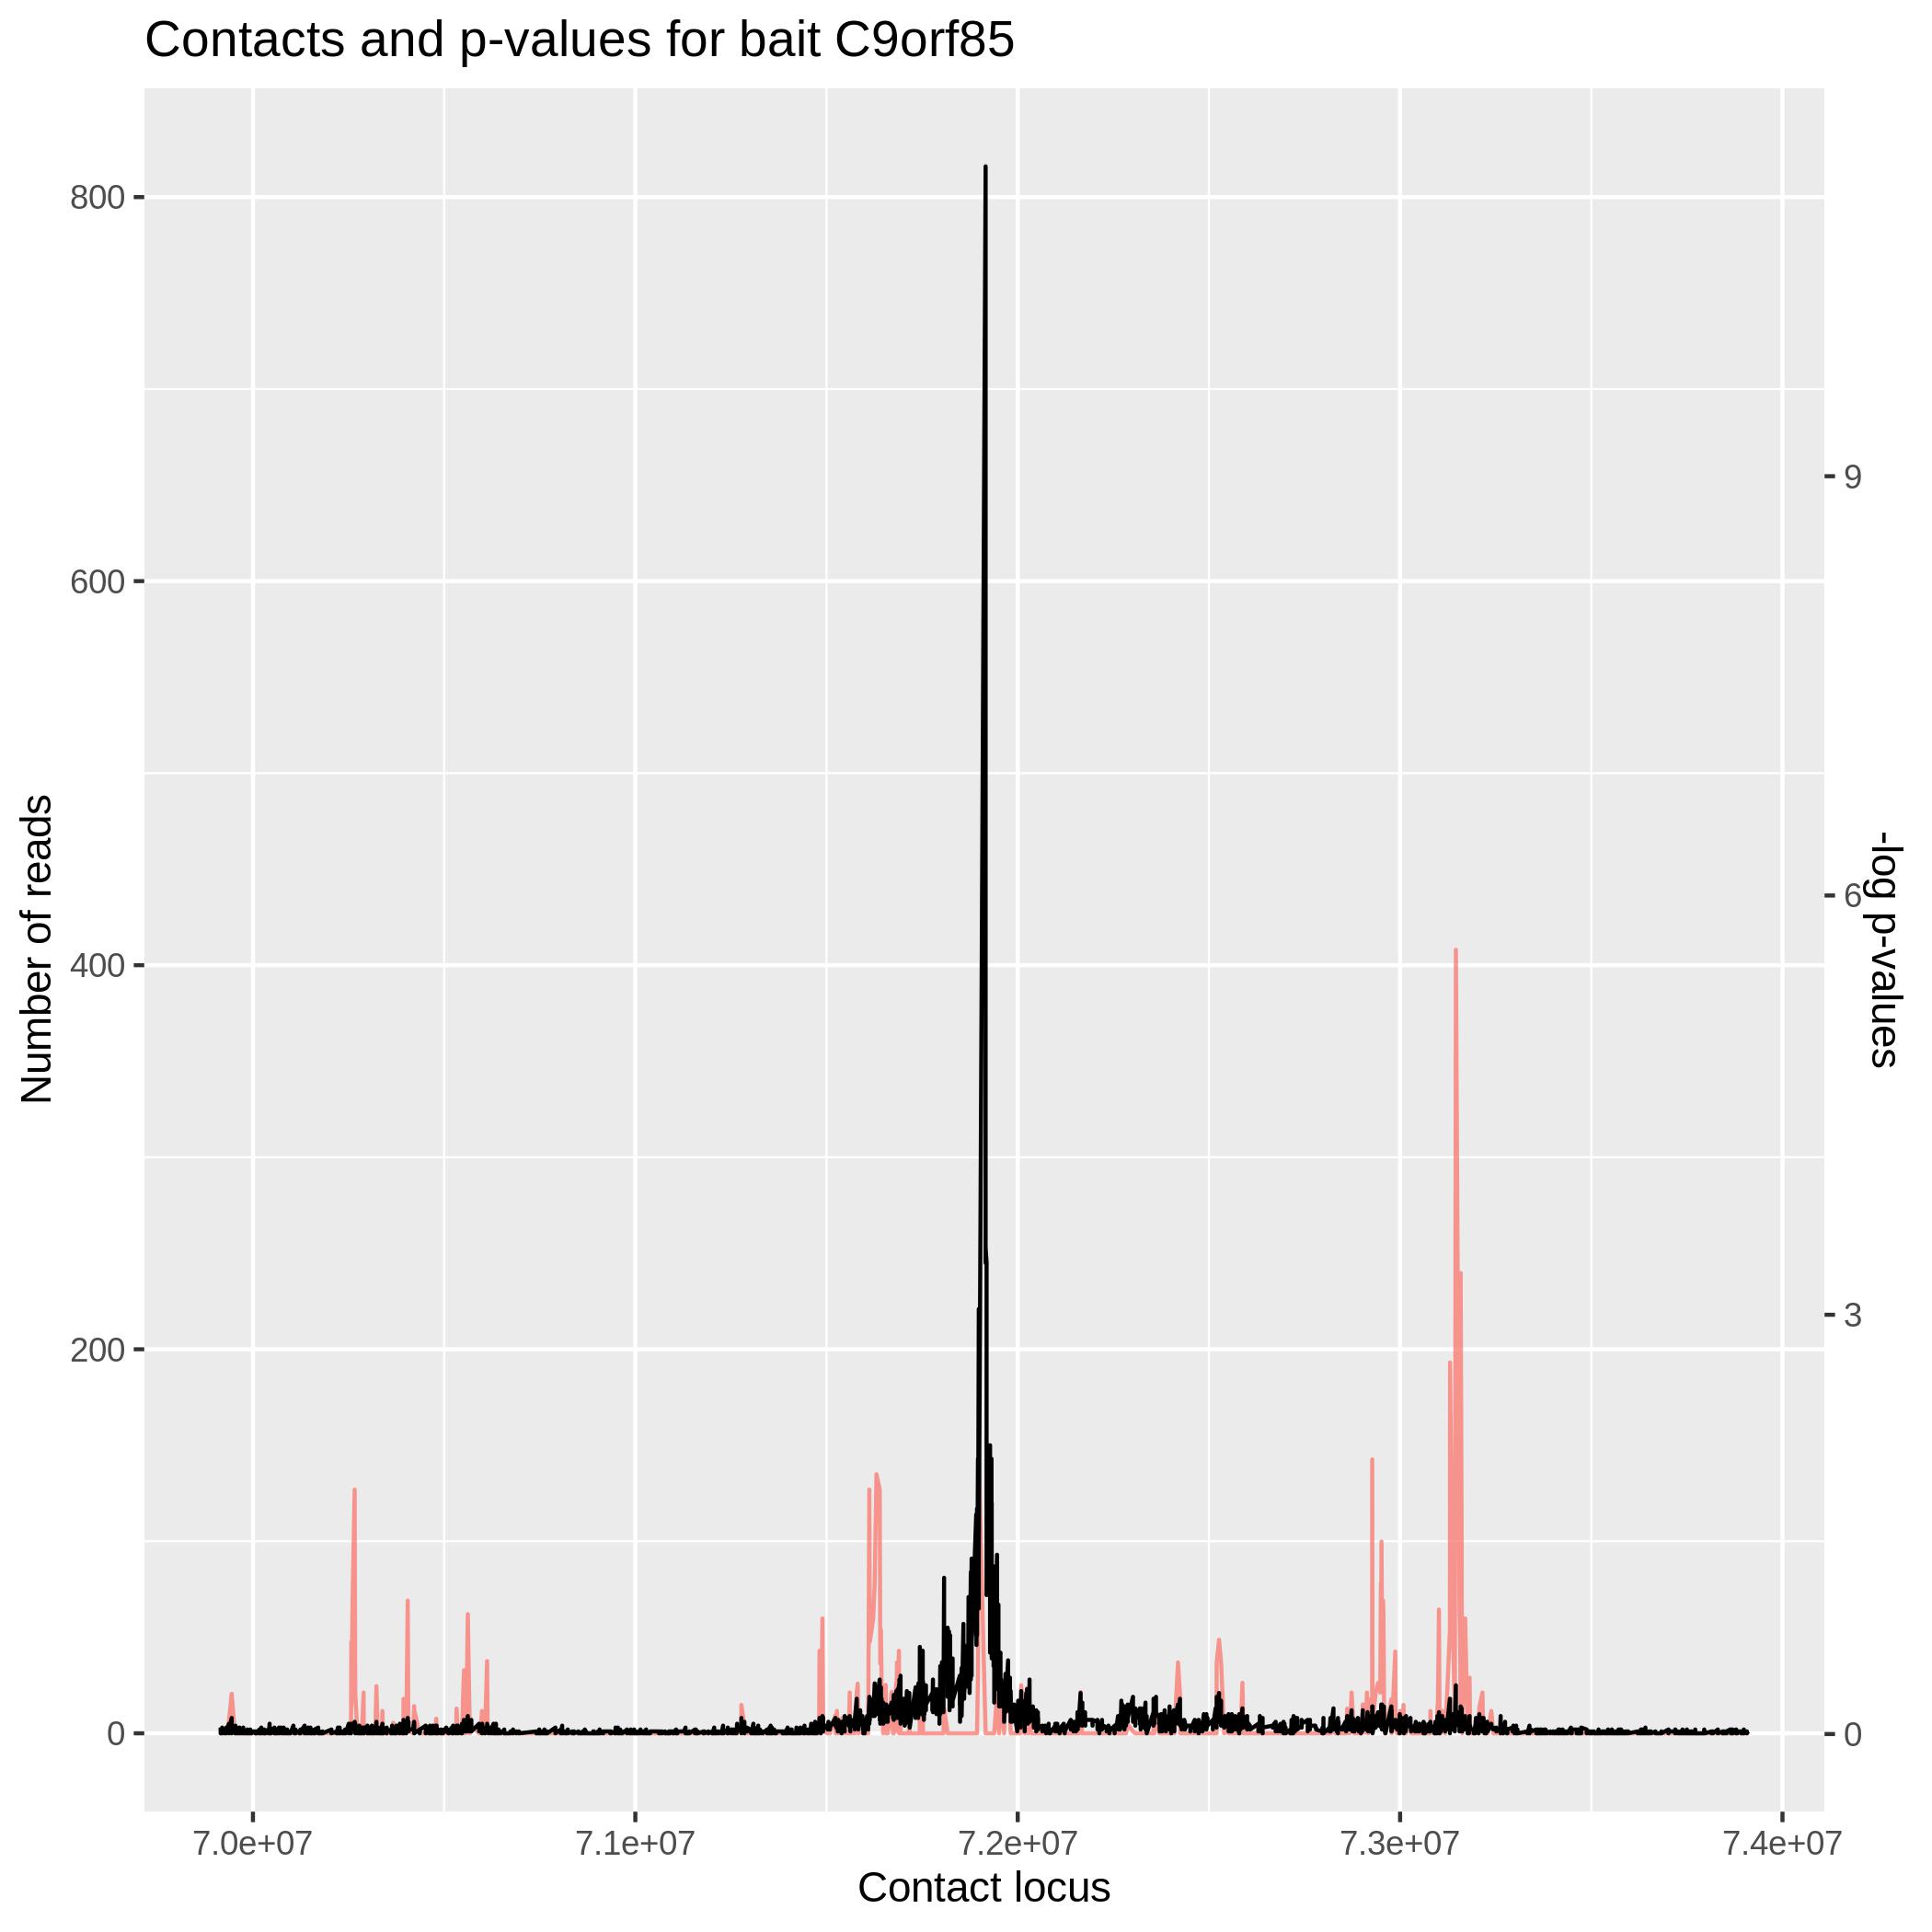 Contacts and p-values for bait C9orf85
800
600
400
200
0
Number of reads
9
6
3
0
-log p-values
7.0e+07
7.1e+07
7.2e+07
7.3e+07
7.4e+07
Contact locus